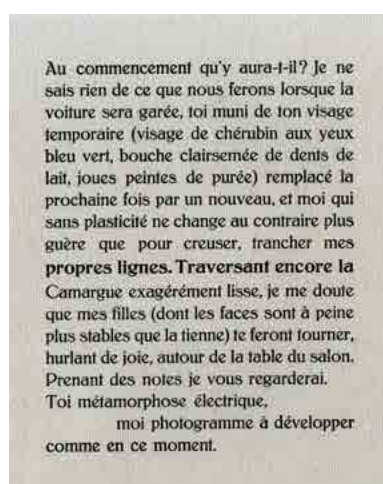 Au commencement qu'y aura-t-il? Je ne
sais rien de ce que nous ferons lorsque la
voiture sera garée, toi muni de ton visage
temporaire (visage de chérubin aux yeux
bleu vert, bouche clairsemée de dents de
lait, joues peintes de purée) remplacé la
prochaine fois par un nouveau, et moi qui
sans plasticité ne change au contraire plus
guère que pour creuser, trancher mes
propres lignes. Traversant encore la
Camargue exagérément lisse, je me doute
que mes filles (dont les faces sont à peine
plus stables que la tienne) te feront tourner,
hurlant de joie, autour de la table du salon.
Prenant des notes je vous regarderai.
Toi métamorphose électrique,
moi photogramme à développer
comme en ce moment.